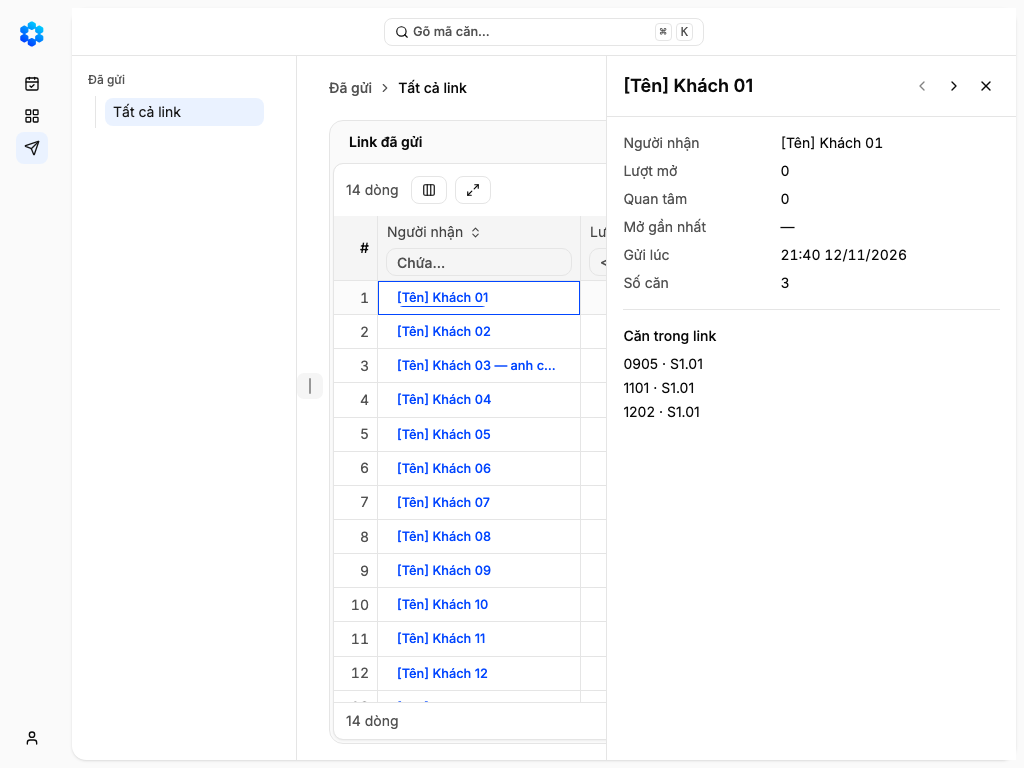 Gõ mã căn...
⌘ K
Đã gửi
Tất cả link
Đã gửi > Tất cả link
Link đã gửi
14 dòng
# Người nhận Lư
Chứa... <
1 [Tên] Khách 01
2 [Tên] Khách 02
3 [Tên] Khách 03 — anh c...
4 [Tên] Khách 04
5 [Tên] Khách 05
6 [Tên] Khách 06
7 [Tên] Khách 07
8 [Tên] Khách 08
9 [Tên] Khách 09
10 [Tên] Khách 10
11 [Tên] Khách 11
12 [Tên] Khách 12
14 dòng
[Tên] Khách 01
Người nhận [Tên] Khách 01
Lượt mở 0
Quan tâm 0
Mở gần nhất —
Gửi lúc 21:40 12/11/2026
Số căn 3
Căn trong link
0905 · S1.01
1101 · S1.01
1202 · S1.01